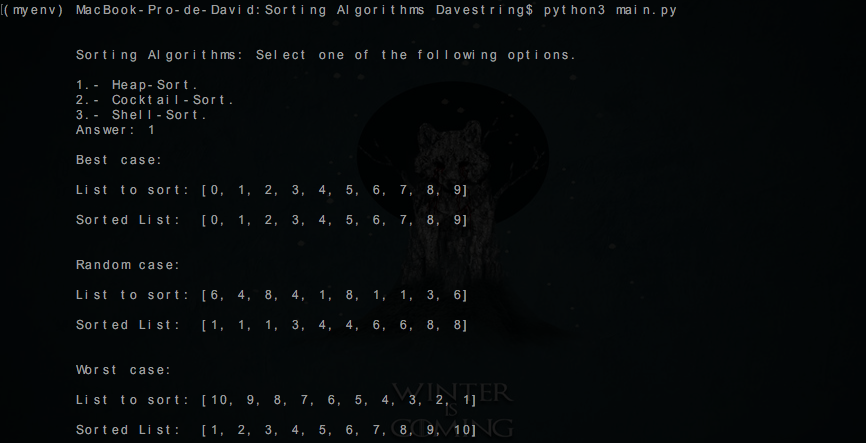 (myenv) MacBook-Pro-de-David:Sorting Algorithms Davestring$ python3 main.py
Sorting Algorithms: Select one of the following options.
1.- Heap-Sort.
2.- Cocktail-Sort.
3.- Shell-Sort.
Answer: 1
Best case:
List to sort: [0, 1, 2, 3, 4, 5, 6, 7, 8, 9]
Sorted List: [0, 1, 2, 3, 4, 5, 6, 7, 8, 9]
Random case:
List to sort: [6, 4, 8, 4, 1, 8, 1, 1, 3, 6]
Sorted List: [1, 1, 1, 3, 4, 4, 6, 6, 8, 8]
Worst case:
List to sort: [10, 9, 8, 7, 6, 5, 4, 3, 2, 1]
Sorted List: [1, 2, 3, 4, 5, 6, 7, 8, 9, 10]
WINTER
IS
COMING